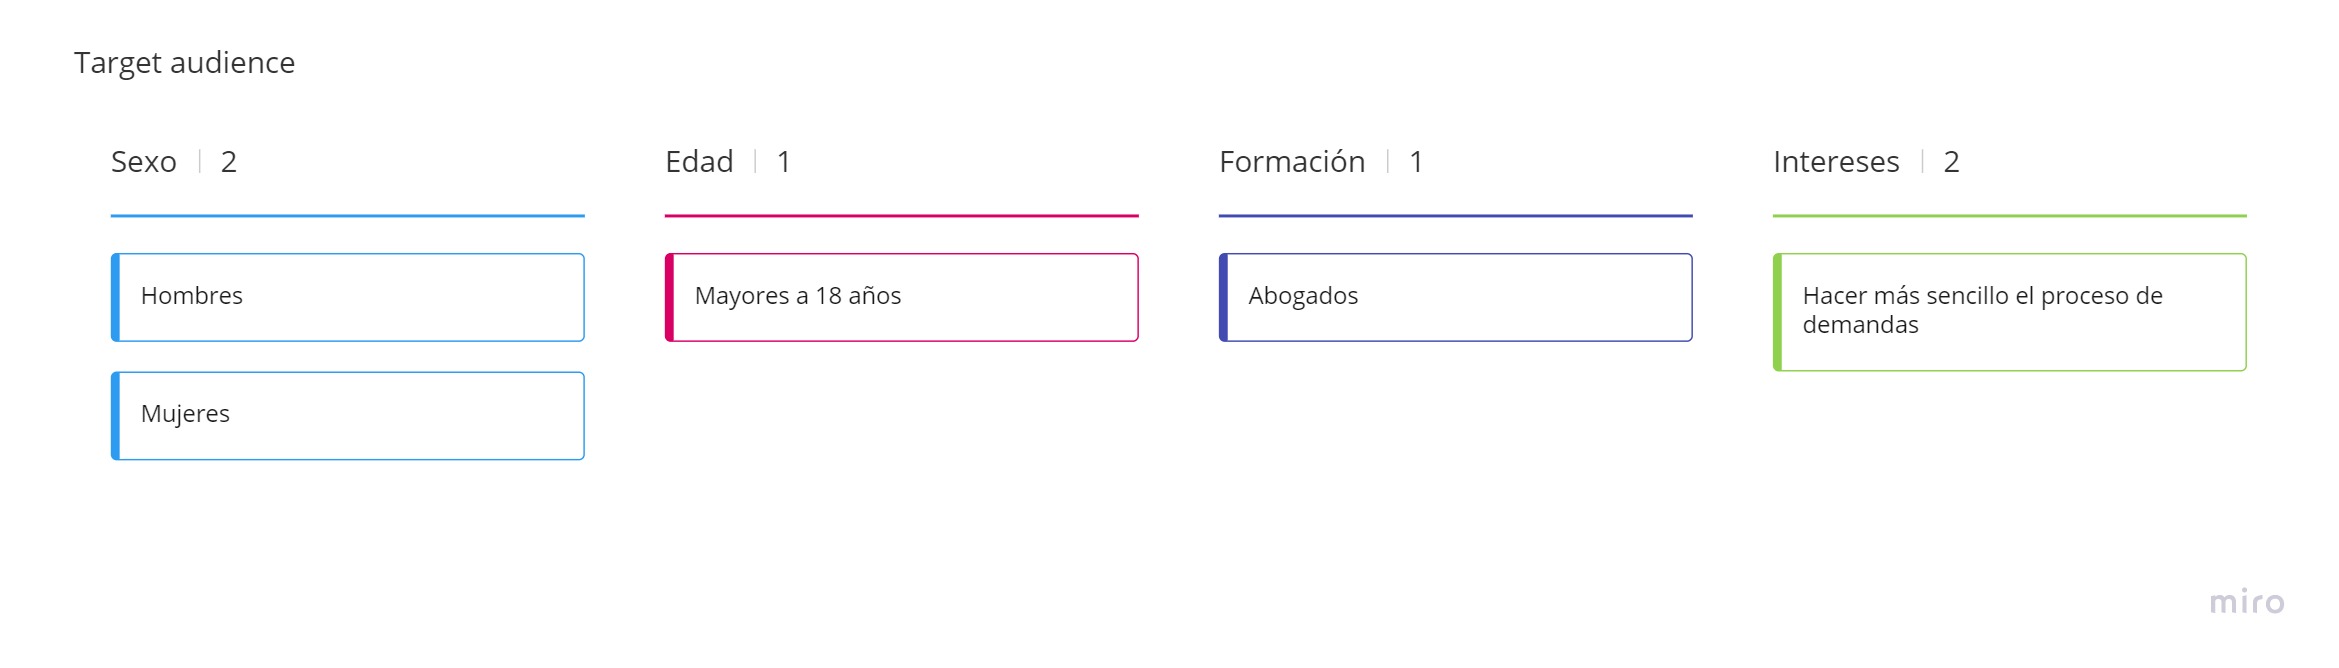 Target audience
Sexo | 2
Edad | 1
Formación | 1
Intereses | 2
Hombres
Mayores a 18 años
Abogados
Hacer más sencillo el proceso de
demandas
Mujeres
miro